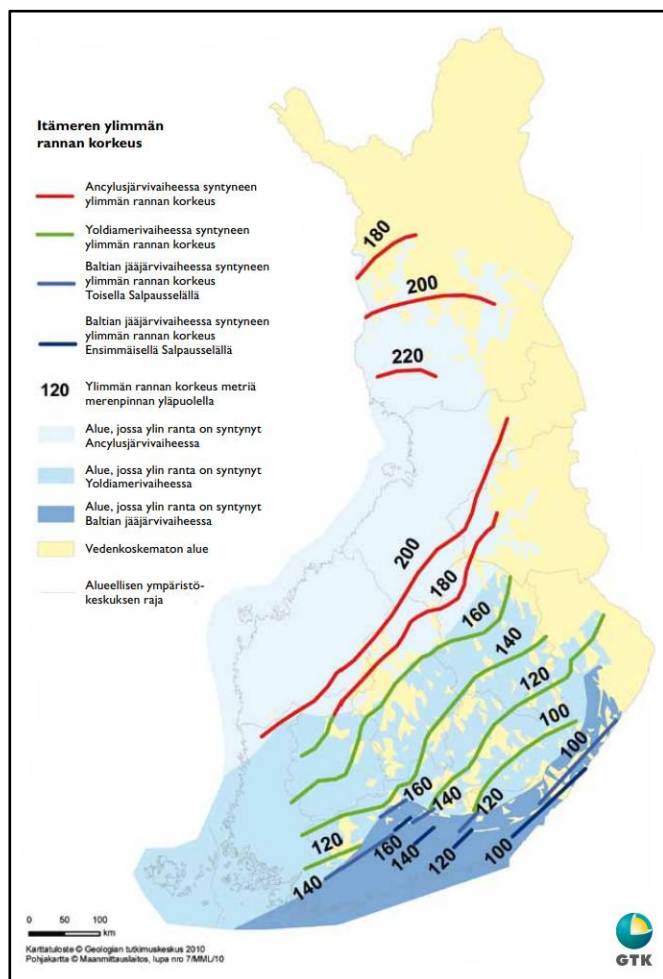 Itämeren ylimmän
rannan korkeus
Ancylusjärvivaiheessa syntyneen
ylimmän rannan korkeus
Yoldiamerivaiheessa syntyneen
ylimmän rannan korkeus
Baltian jääjärvivaiheessa syntyneen
ylimmän rannan korkeus
Toisella Salpausselällä
Baltian jääjärvivaiheessa syntyneen
ylimmän rannan korkeus
Ensimmäisellä Salpausselällä
120 Ylimmän rannan korkeus metriä
merenpinnan yläpuolella
Alue, jossa ylin ranta on syntynyt
Ancylusjärvivaiheessa
Alue, jossa ylin ranta on syntynyt
Yoldiamerivaiheessa
Alue, jossa ylin ranta on syntynyt
Baltian jääjärvivaiheessa
Vedenkoskematon alue
Alueellisen ympäristö-
keskuksen raja
180
200
220
200
180
160
140
120
100
100
160
140
120
120
160
140
120
100
140
0 50 100
km
Karttatuloste © Geologian tutkimuskeskus 2010
Pohjakartta © Maanmittauslaitos, lupa nro 7/MML/10
GTK